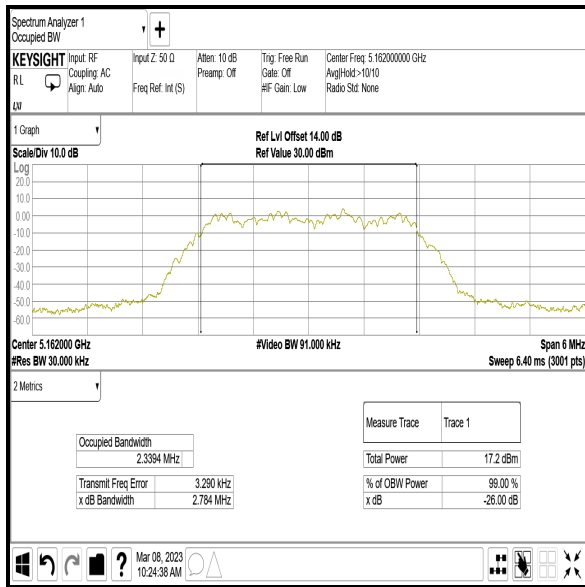 Spectrum Analyzer 1
Occupied BW
KEYSIGHT
RL
LXI
Input: RF
Coupling: AC
Align: Auto
Input Z: 50 Ω
Freq Ref: Int (S)
Atten: 10 dB
Preamp: Off
Trig: Free Run
Gate: Off
#IF Gain: Low
Center Freq: 5.162000000 GHz
Avg|Hold:>10/10
Radio Std: None
1 Graph
Scale/Div 10.0 dB
Ref Lvl Offset 14.00 dB
Ref Value 30.00 dBm
Log
20.0
10.0
0.00
-10.0
-20.0
-30.0
-40.0
-50.0
-60.0
Center 5.162000 GHz
#Video BW 91.000 kHz
Span 6 MHz
#Res BW 30.000 kHz
Sweep 6.40 ms (3001 pts)
2 Metrics
Occupied Bandwidth
2.3394 MHz
Transmit Freq Error 3.290 kHz
x dB Bandwidth 2.784 MHz
Measure Trace Trace 1
Total Power 17.2 dBm
% of OBW Power 99.00 %
x dB -26.00 dB
?
Mar 08, 2023
10:24:38 AM